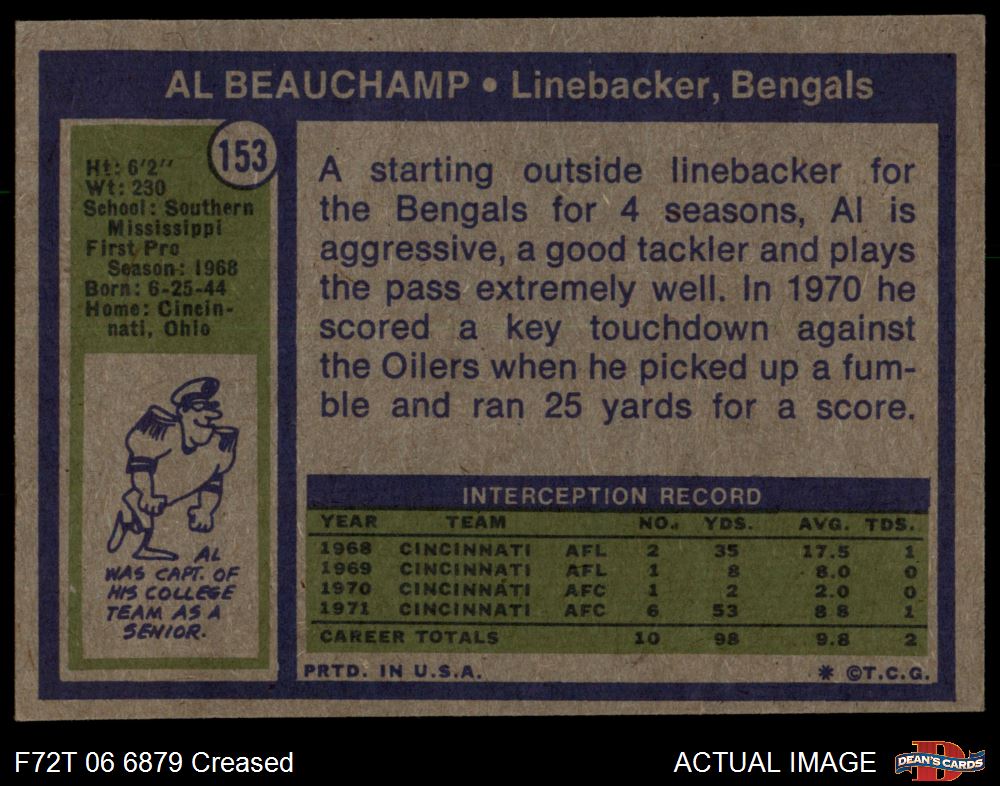 AL BEAUCHAMP • Linebacker, Bengals
153
Ht: 6'2"
Wt: 230
School: Southern
Mississippi
First Pro
Season: 1968
Born: 6-25-44
Home: Cincin-
nati, Ohio
AL
WAS CAPT. OF
HIS COLLEGE
TEAM AS A
SENIOR.
A starting outside linebacker for
the Bengals for 4 seasons, Al is
aggressive, a good tackler and plays
the pass extremely well. In 1970 he
scored a key touchdown against
the Oilers when he picked up a fum-
ble and ran 25 yards for a score.
INTERCEPTION RECORD
YEAR TEAM NO. YDS. AVG. TDS.
1968 CINCINNATI AFL 2 35 17.5 1
1969 CINCINNATI AFL 1 8 8.0 0
1970 CINCINNATI AFC 1 2 2.0 0
1971 CINCINNATI AFC 6 53 8.8 1
CAREER TOTALS 10 98 9.8 2
PRTD. IN U.S.A. * ©T.C.G.
F72T 06 6879 Creased
ACTUAL IMAGE
D
DEAN'S CARDS